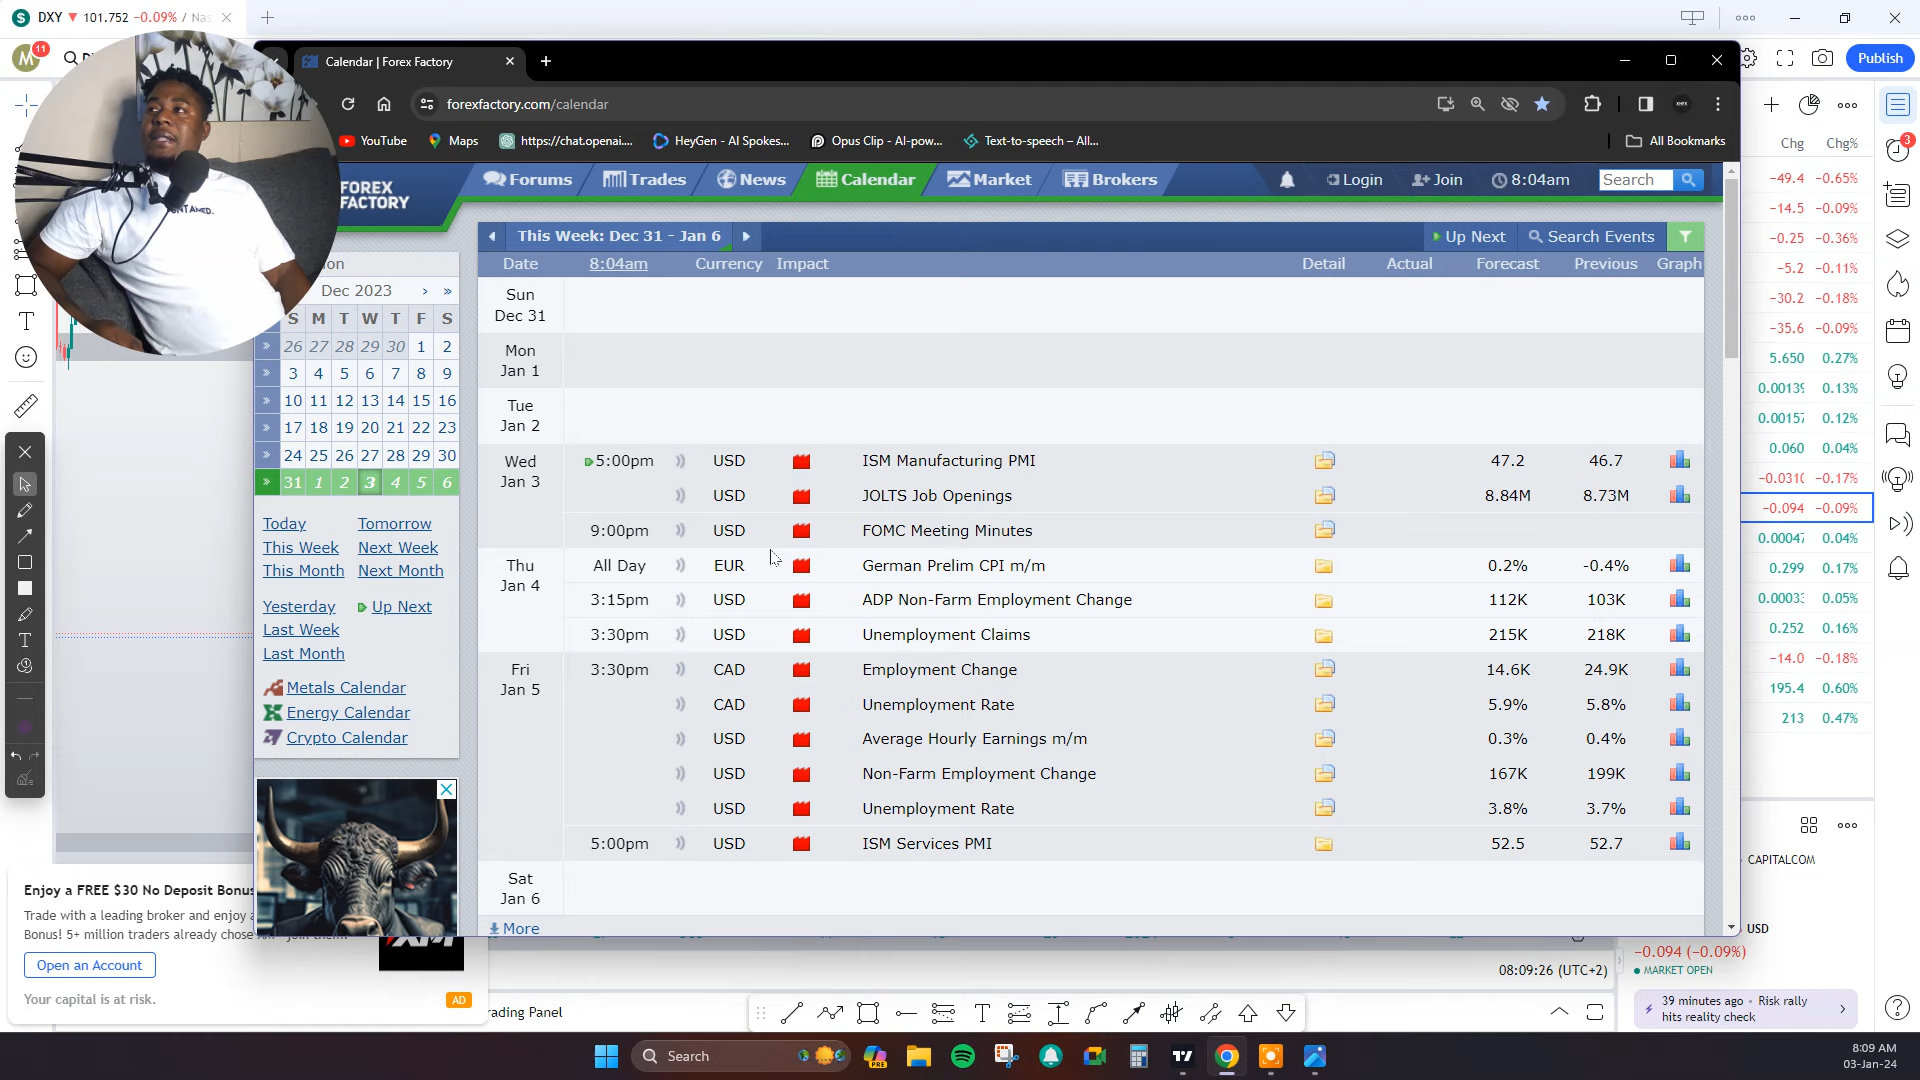 DXY ▼ 101.752 −0.09% / Nas
M 11
Publish
Calendar | Forex Factory
forexfactory.com/calendar
YouTube Maps https://chat.openai.... HeyGen - AI Spokes... Opus Clip - AI-pow... Text-to-speech – All... All Bookmarks
FOREX
FACTORY
Forums Trades News Calendar Market Brokers Login Join 8:04am Search
UNTAMED.
This Week: Dec 31 - Jan 6 Up Next Search Events
Date 8:04am Currency Impact Detail Actual Forecast Previous Graph
Sun
Dec 31
Mon
Jan 1
Tue
Jan 2
Wed
Jan 3
5:00pm USD ISM Manufacturing PMI 47.2 46.7
USD JOLTS Job Openings 8.84M 8.73M
9:00pm USD FOMC Meeting Minutes
Thu
Jan 4
All Day EUR German Prelim CPI m/m 0.2% -0.4%
3:15pm USD ADP Non-Farm Employment Change 112K 103K
3:30pm USD Unemployment Claims 215K 218K
Fri
Jan 5
3:30pm CAD Employment Change 14.6K 24.9K
CAD Unemployment Rate 5.9% 5.8%
USD Average Hourly Earnings m/m 0.3% 0.4%
USD Non-Farm Employment Change 167K 199K
USD Unemployment Rate 3.8% 3.7%
5:00pm USD ISM Services PMI 52.5 52.7
Sat
Jan 6
More
Dec 2023 › »
S M T W T F S
26 27 28 29 30 1 2
3 4 5 6 7 8 9
10 11 12 13 14 15 16
17 18 19 20 21 22 23
24 25 26 27 28 29 30
31 1 2 3 4 5 6
Today Tomorrow
This Week Next Week
This Month Next Month
Yesterday Up Next
Last Week
Last Month
Metals Calendar
Energy Calendar
Crypto Calendar
Chg Chg%
−49.4 −0.65%
−14.5 −0.09%
−0.25 −0.36%
−5.2 −0.11%
−30.2 −0.18%
−35.6 −0.09%
5.650 0.27%
0.00139 0.13%
0.00157 0.12%
0.060 0.04%
−0.0310 −0.17%
−0.094 −0.09%
0.00047 0.04%
0.299 0.17%
0.00033 0.05%
0.252 0.16%
−14.0 −0.18%
195.4 0.60%
213 0.47%
3
CAPITALCOM
USD
−0.094 (−0.09%)
MARKET OPEN
39 minutes ago • Risk rally
hits reality check
Enjoy a FREE $30 No Deposit Bonus
Trade with a leading broker and enjoy a
Bonus! 5+ million traders already chose XM - join them...
Open an Account
Your capital is at risk.
AD
08:09:26 (UTC+2)
rading Panel
Search
PRE
8:09 AM
03-Jan-24